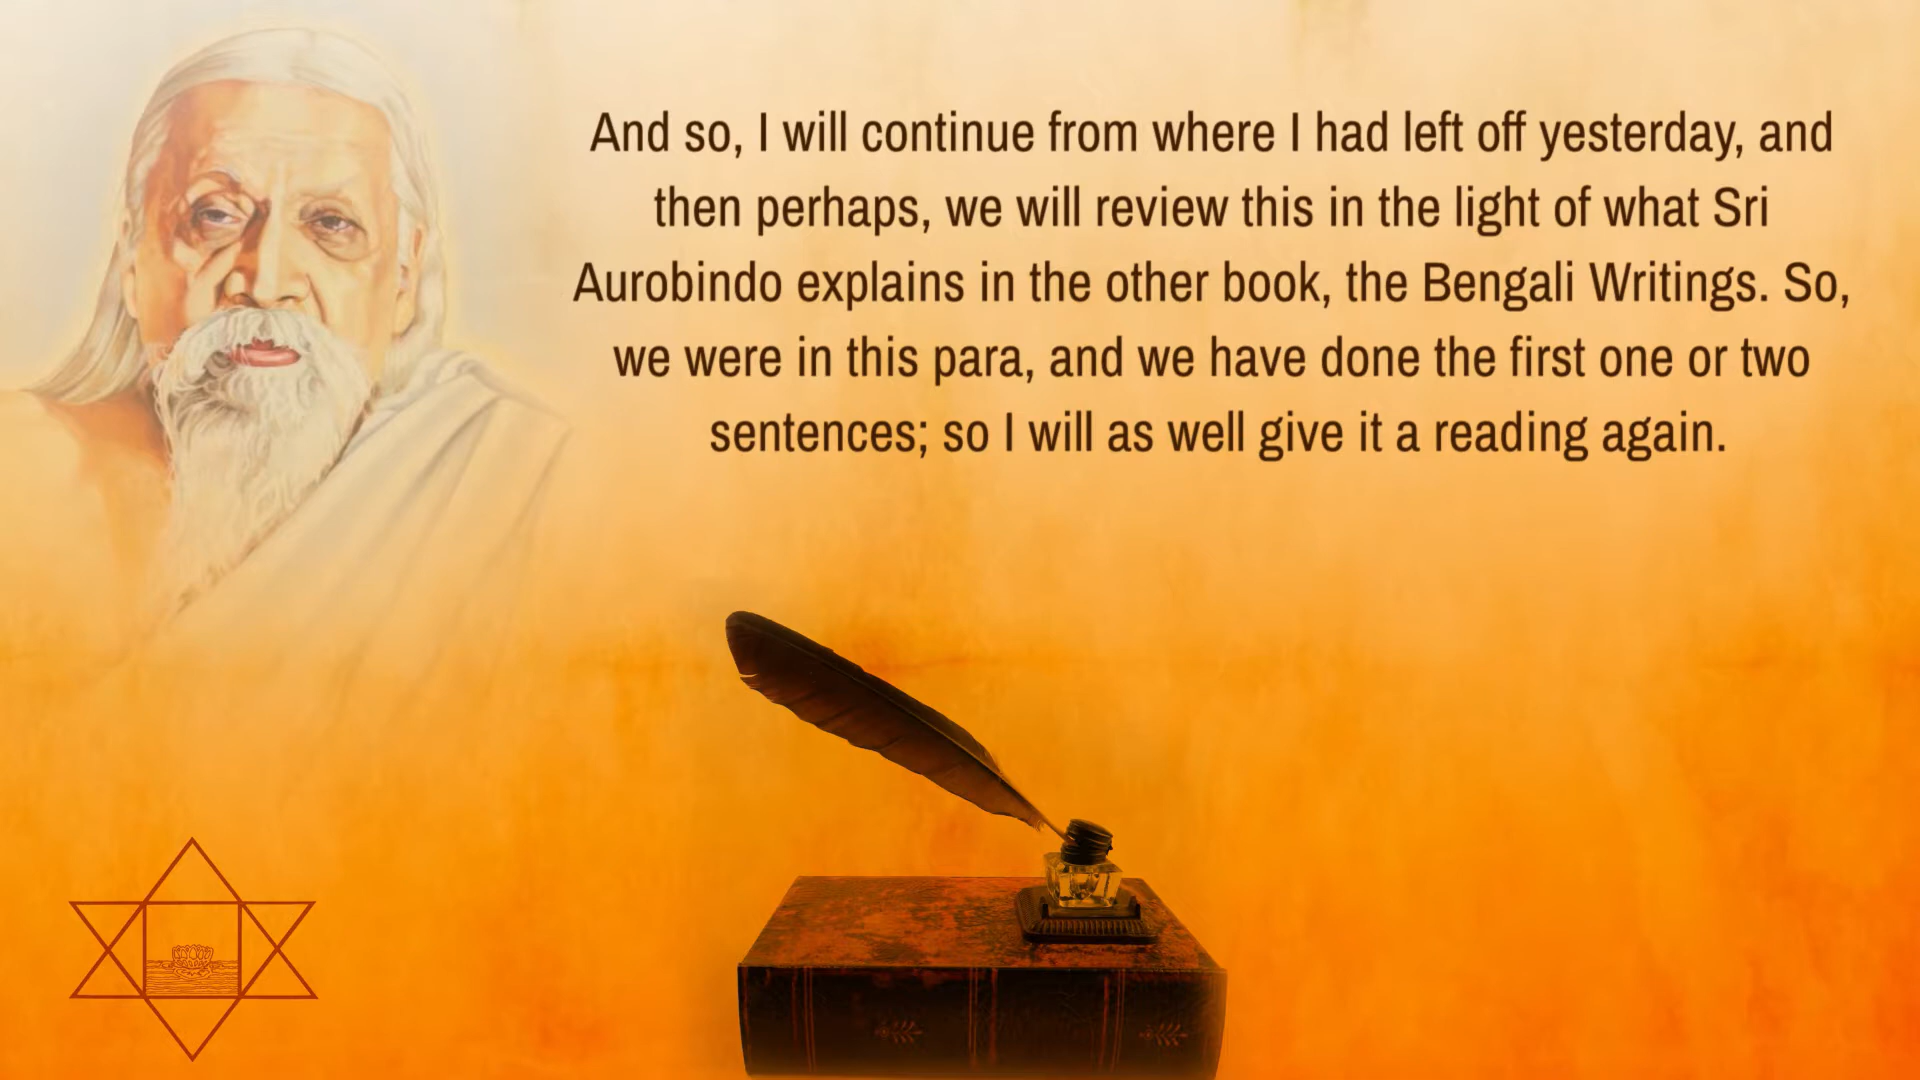 And so, I will continue from where I had left off yesterday, and
then perhaps, we will review this in the light of what Sri
Aurobindo explains in the other book, the Bengali Writings. So,
we were in this para, and we have done the first one or two
sentences; so I will as well give it a reading again.